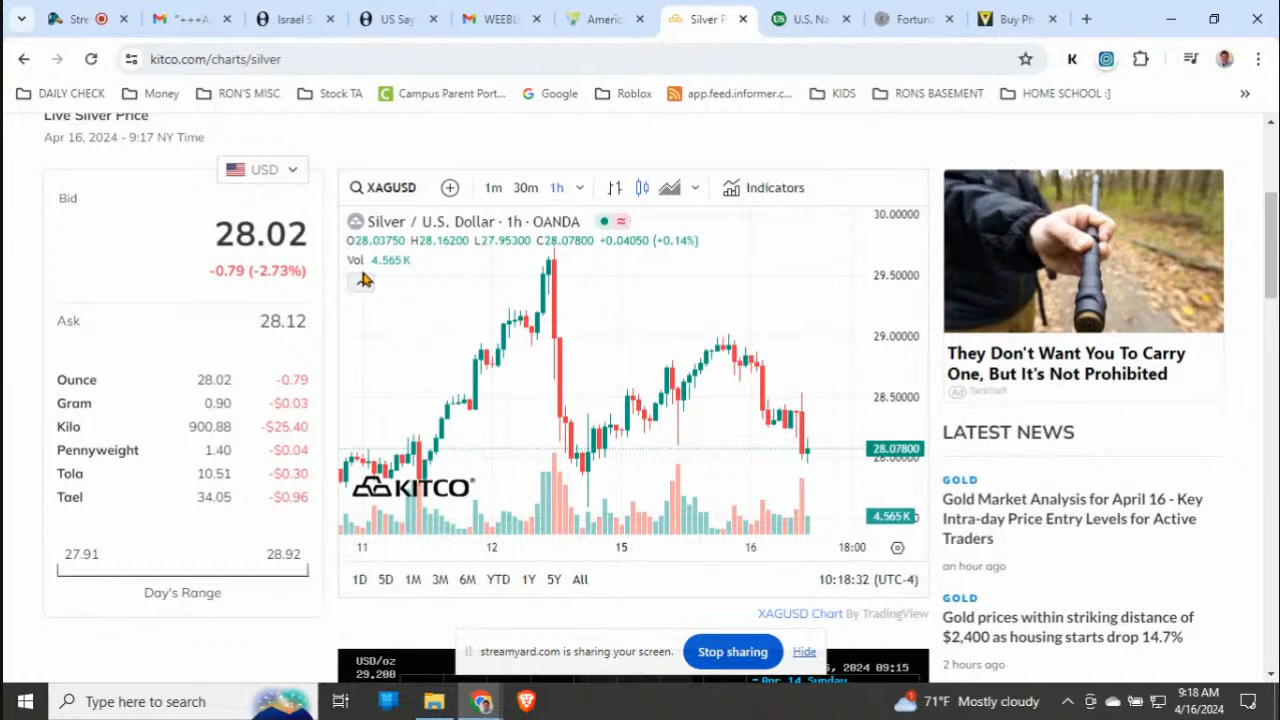 Stre
"+++A
Israel S
US Say
WEEBL
Americ
Silver P
U.S. Na
Fortuna
Buy Ph
kitco.com/charts/silver
K
DAILY CHECK
Money
RON'S MISC
Stock TA
Campus Parent Port...
Google
Roblox
app.feed.informer.c...
KIDS
RONS BASEMENT
HOME SCHOOL :]
Live Silver Price
Apr 16, 2024 - 9:17 NY Time
USD
Bid
28.02
-0.79 (-2.73%)
Ask 28.12
Ounce 28.02 -0.79
Gram 0.90 -$0.03
Kilo 900.88 -$25.40
Pennyweight 1.40 -$0.04
Tola 10.51 -$0.30
Tael 34.05 -$0.96
27.91 28.92
Day's Range
XAGUSD 1m 30m 1h Indicators
Silver / U.S. Dollar · 1h · OANDA
O28.03750 H28.16200 L27.95300 C28.07800 +0.04050 (+0.14%)
Vol 4.565 K
30.00000
29.50000
29.00000
28.50000
28.07800
28.00000
4.565 K
KITCO®
11 12 15 16 18:00
1D 5D 1M 3M 6M YTD 1Y 5Y All 10:18:32 (UTC-4)
XAGUSD Chart By TradingView
USD/oz
29.200
, 2024 09:15
Apr 14 Sunday
streamyard.com is sharing your screen. Stop sharing Hide
They Don't Want You To Carry
One, But It's Not Prohibited
Ad
LATEST NEWS
GOLD
Gold Market Analysis for April 16 - Key
Intra-day Price Entry Levels for Active
Traders
an hour ago
GOLD
Gold prices within striking distance of
$2,400 as housing starts drop 14.7%
2 hours ago
Type here to search
1
71°F Mostly cloudy
9:18 AM
4/16/2024